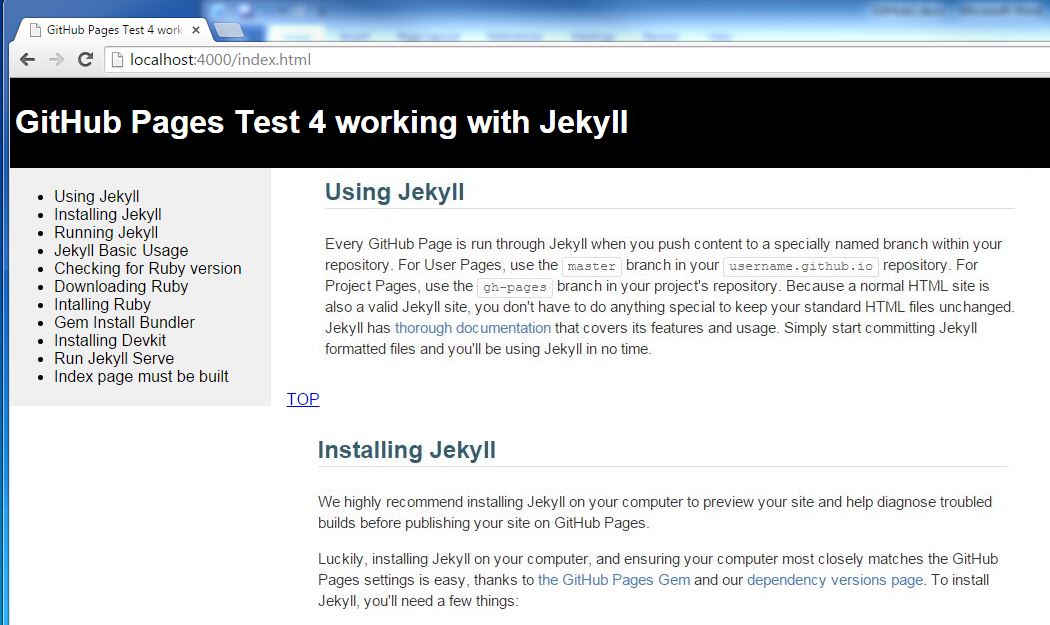 GitHub Pages Test 4 work
localhost:4000/index.html
GitHub Pages Test 4 working with Jekyll
Using Jekyll
Installing Jekyll
Running Jekyll
Jekyll Basic Usage
Checking for Ruby version
Downloading Ruby
Intalling Ruby
Gem Install Bundler
Installing Devkit
Run Jekyll Serve
Index page must be built
Using Jekyll
Every GitHub Page is run through Jekyll when you push content to a specially named branch within your
repository. For User Pages, use the master branch in your username.github.io repository. For
Project Pages, use the gh-pages branch in your project's repository. Because a normal HTML site is
also a valid Jekyll site, you don't have to do anything special to keep your standard HTML files unchanged.
Jekyll has thorough documentation that covers its features and usage. Simply start committing Jekyll
formatted files and you'll be using Jekyll in no time.
TOP
Installing Jekyll
We highly recommend installing Jekyll on your computer to preview your site and help diagnose troubled
builds before publishing your site on GitHub Pages.
Luckily, installing Jekyll on your computer, and ensuring your computer most closely matches the GitHub
Pages settings is easy, thanks to the GitHub Pages Gem and our dependency versions page. To install
Jekyll, you'll need a few things: